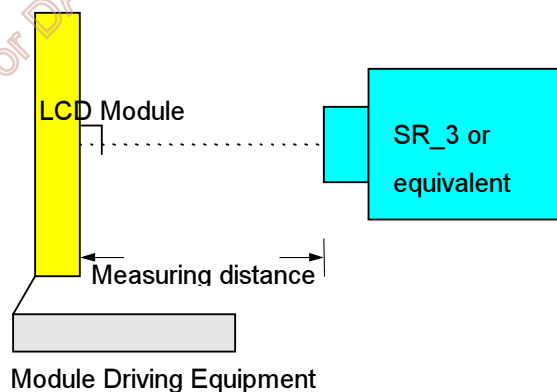 LCD Module
SR_3 or
equivalent
Measuring distance
Module Driving Equipment